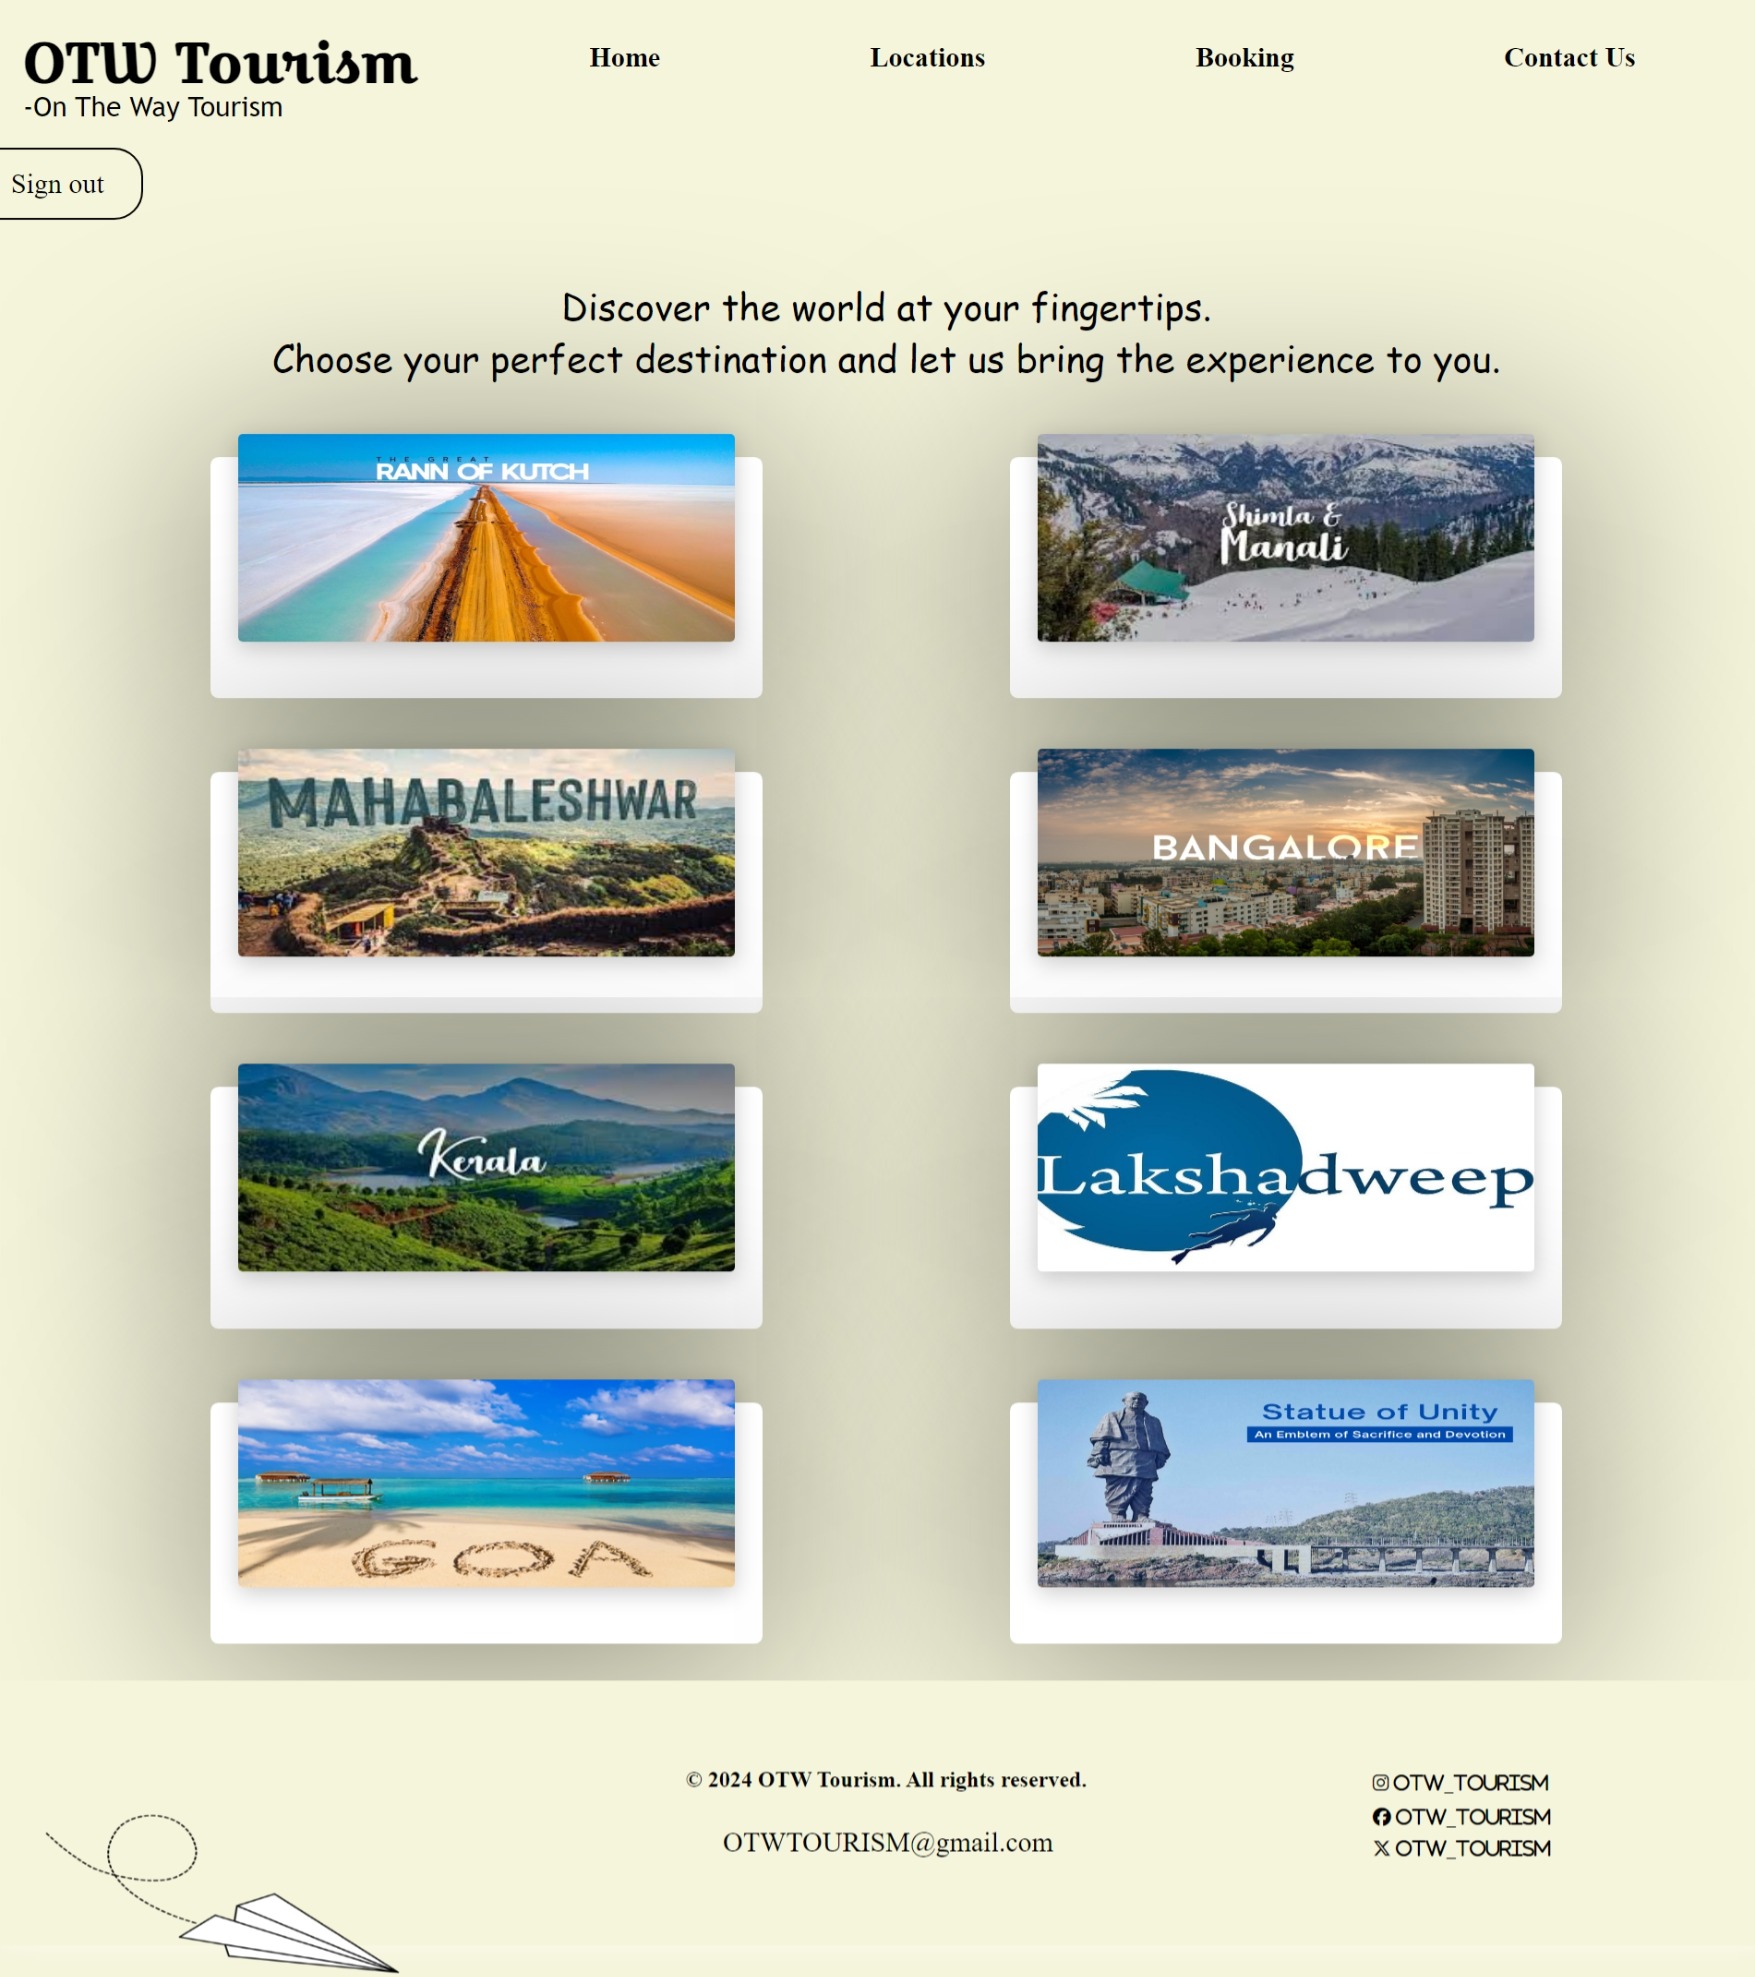 OTW Tourism
-On The Way Tourism
Home
Locations
Booking
Contact Us
Sign out
Discover the world at your fingertips.
Choose your perfect destination and let us bring the experience to you.
THE GREAT
RANN OF KUTCH
Shimla &
Manali
MAHABALESHWAR
BANGALORE
Kerala
Lakshadweep
GOA
Statue of Unity
An Emblem of Sacrifice and Devotion
© 2024 OTW Tourism. All rights reserved.
OTWTOURISM@gmail.com
OTW_TOURISM
OTW_TOURISM
OTW_TOURISM